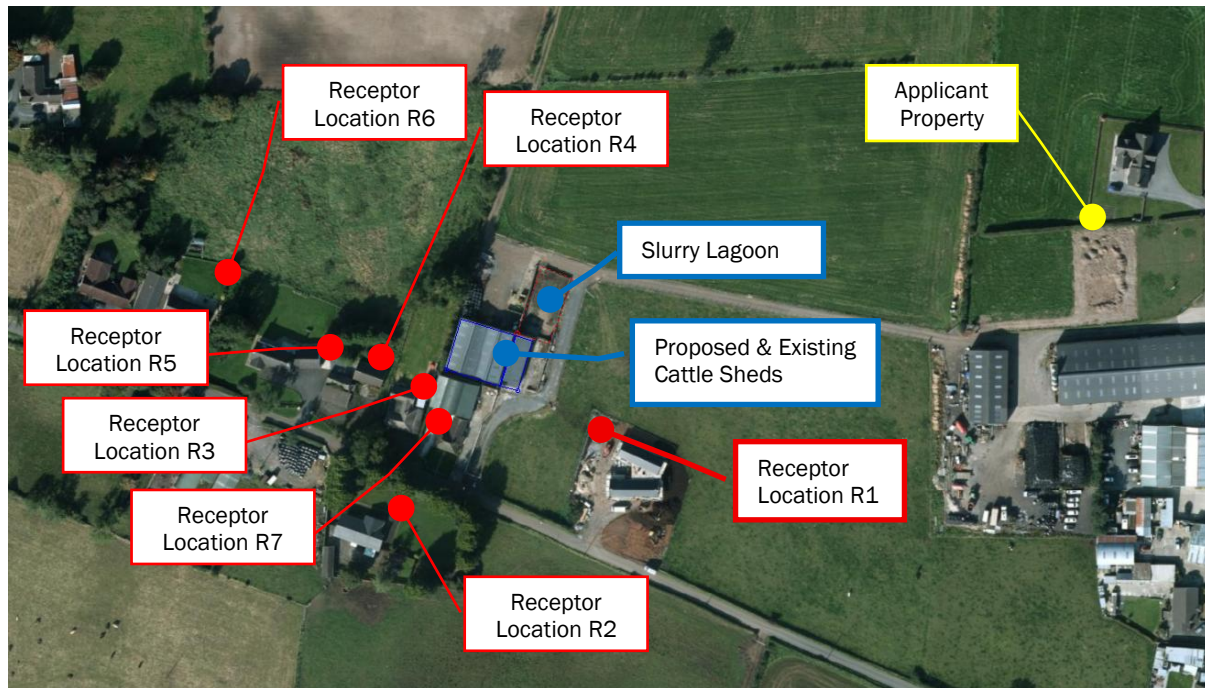 Receptor
Location R6
Receptor
Location R4
Applicant
Property
Slurry Lagoon
Receptor
Location R5
Proposed & Existing
Cattle Sheds
Receptor
Location R3
Receptor
Location R1
Receptor
Location R7
Receptor
Location R2